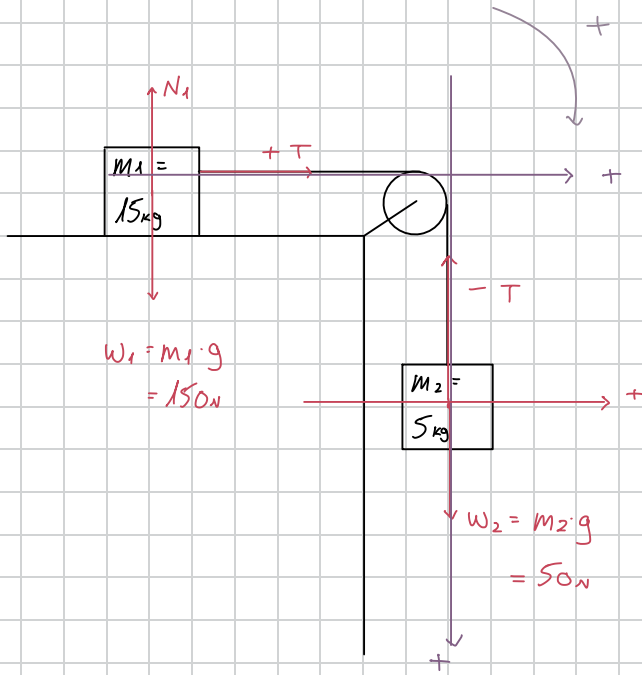 +
N1
+ T
m1 =
15kg
+
- T
W1 = m1·g
= 150N
m2 =
5kg
+
W2 = m2·g
= 50N
+